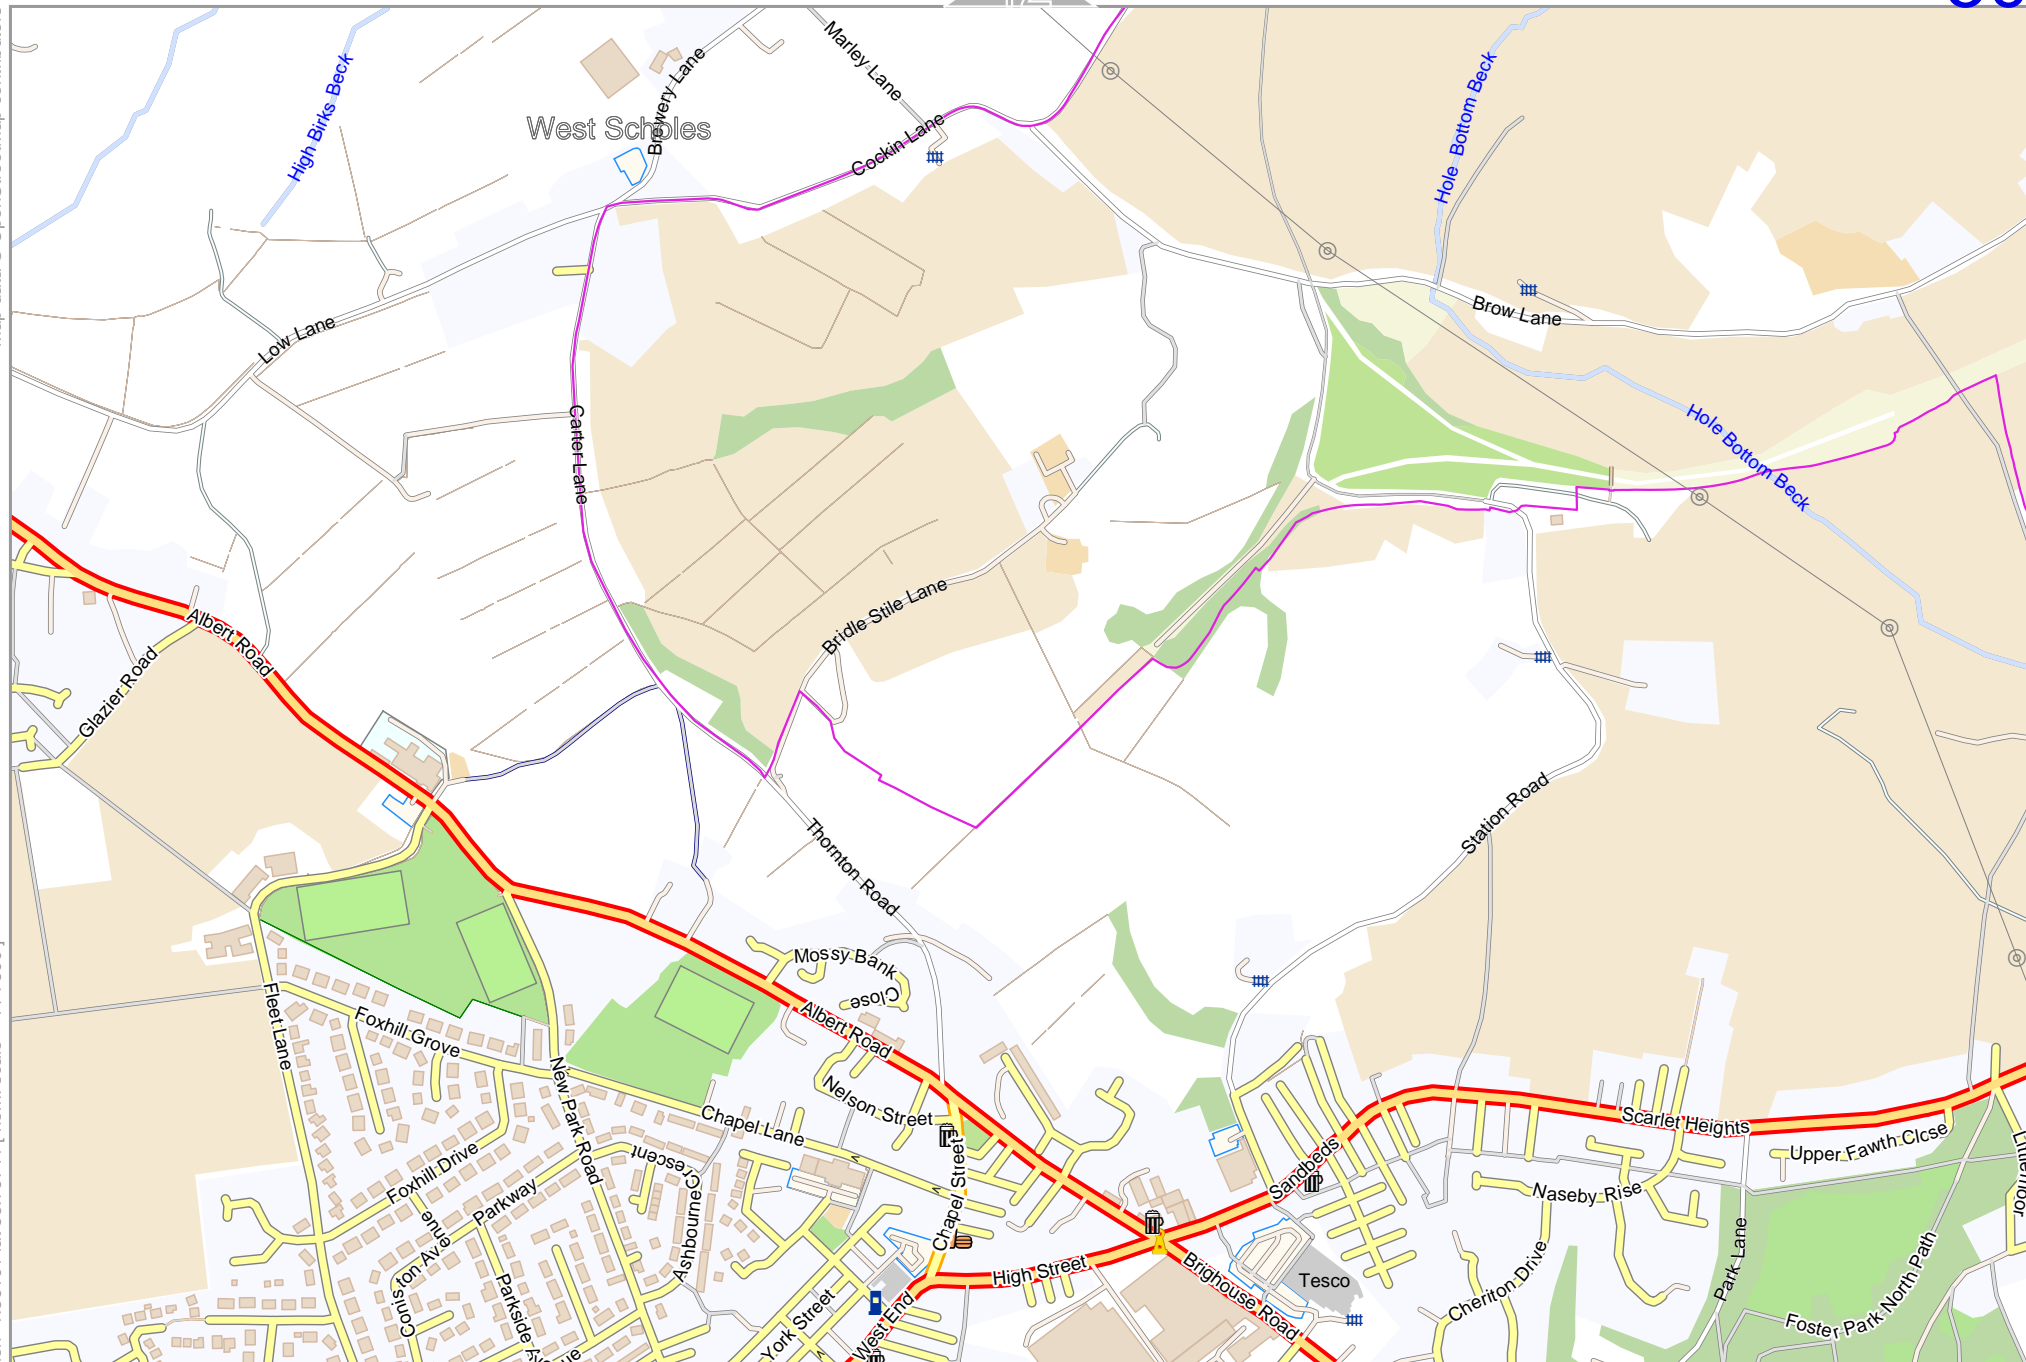 Marley Lane
Brewery Lane
High Birks Beck
West Scholes
Cockin Lane
Hole Bottom Beck
Brow Lane
Low Lane
Carter Lane
Hole Bottom Beck
Bridle Stile Lane
Albert Road
Glazier Road
Station Road
Thornton Road
Mossy Bank
Close
Albert Road
Fleet Lane
Foxhill Grove
New Park Road
Nelson Street
Chapel Lane
Chapel Street
Scarlet Heights
Upper Fawth Close
Sandbeds
Naseby Rise
Littlemoor
Foxhill Drive
Parkway
Crescent
Ashbourne
Coniston Avenue
Parkside Avenue
High Street
Brighouse Road
Tesco
Cheriton Drive
Park Lane
Foster Park North Path
York Street
West End